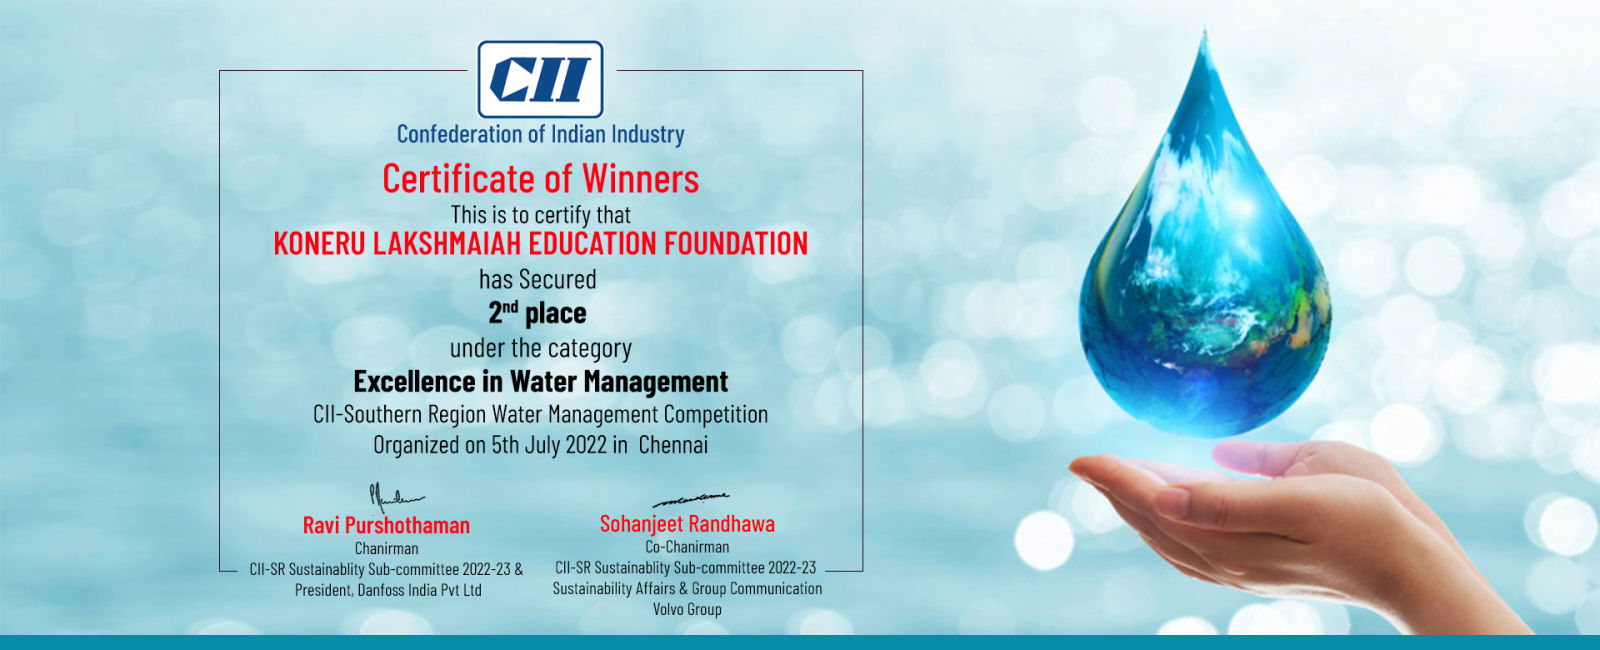 CII
Confederation of Indian Industry
Certificate of Winners
This is to certify that
KONERU LAKSHMAIAH EDUCATION FOUNDATION
has Secured
2nd place
under the category
Excellence in Water Management
CII-Southern Region Water Management Competition
Organized on 5th July 2022 in Chennai
Ravi Purshothaman
Chanirman
CII-SR Sustainablity Sub-committee 2022-23 &
President, Danfoss India Pvt Ltd
Sohanjeet Randhawa
Co-Chanirman
CII-SR Sustainablity Sub-committee 2022-23
Sustainability Affairs & Group Communication
Volvo Group